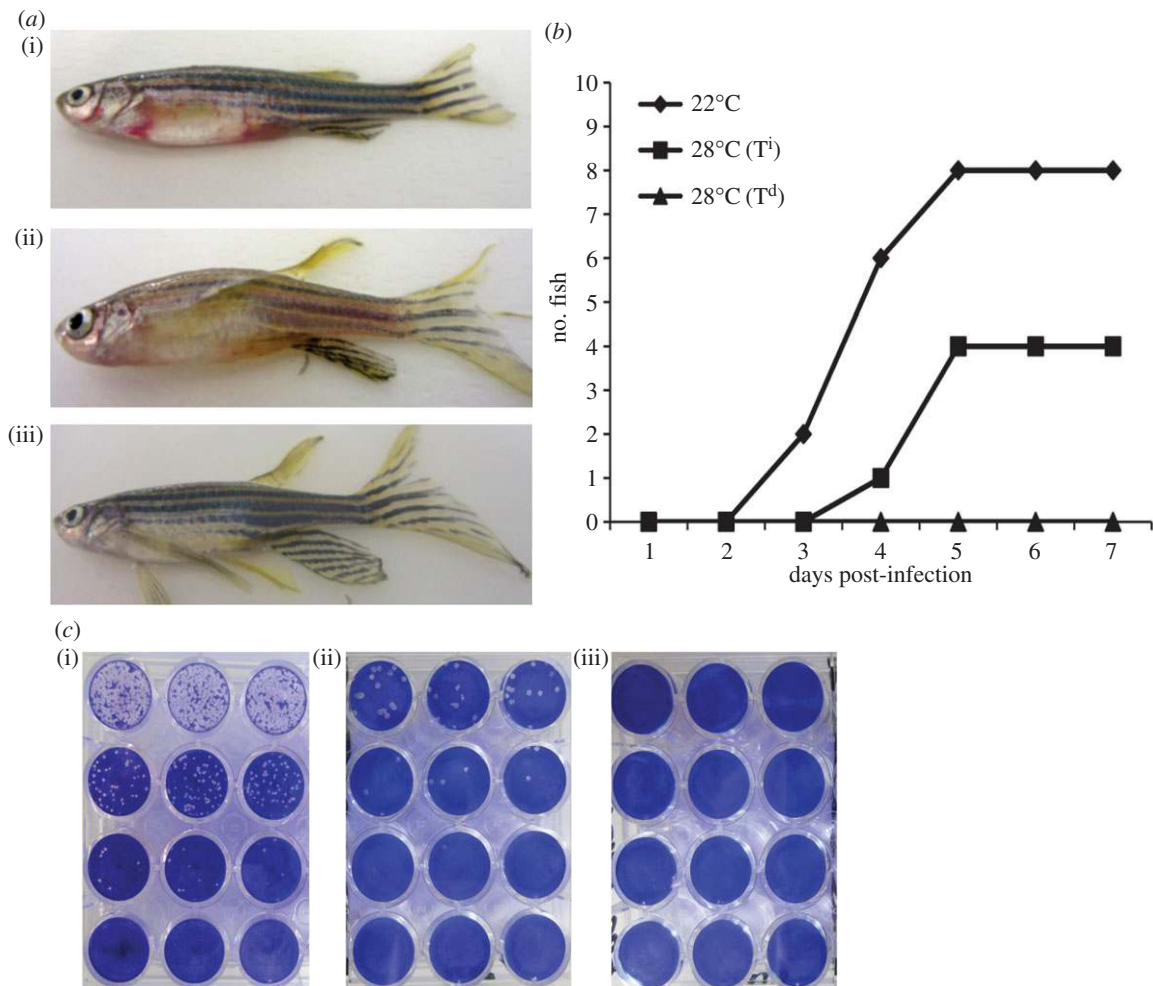 (a)
(i)
(ii)
(iii)
(b)
10
9
8
7
6
5
4
3
2
1
0
no. fish
22°C
28°C (Tⁱ)
28°C (Tᵈ)
1 2 3 4 5 6 7
days post-infection
(c)
(i)
(ii)
(iii)